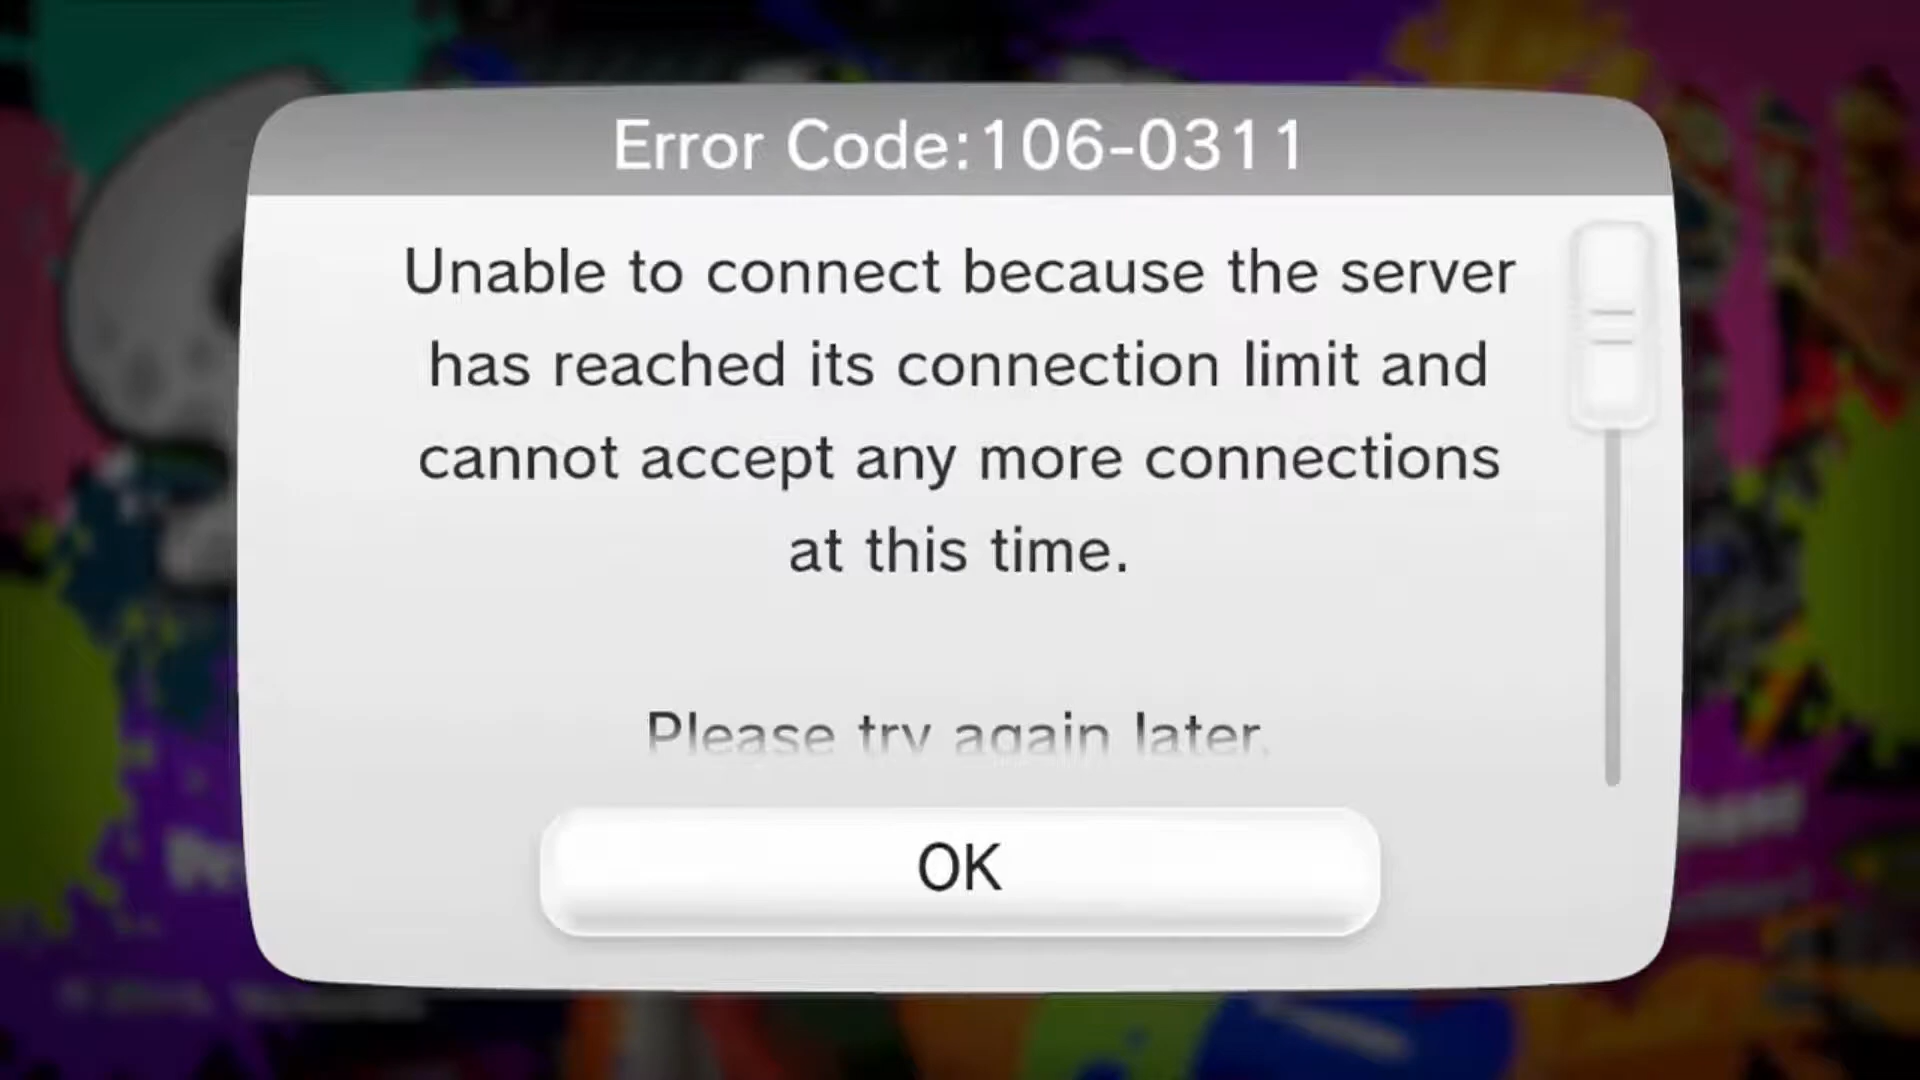 Error Code:106-0311
Unable to connect because the server
has reached its connection limit and
cannot accept any more connections
at this time.
Please try again later.
OK